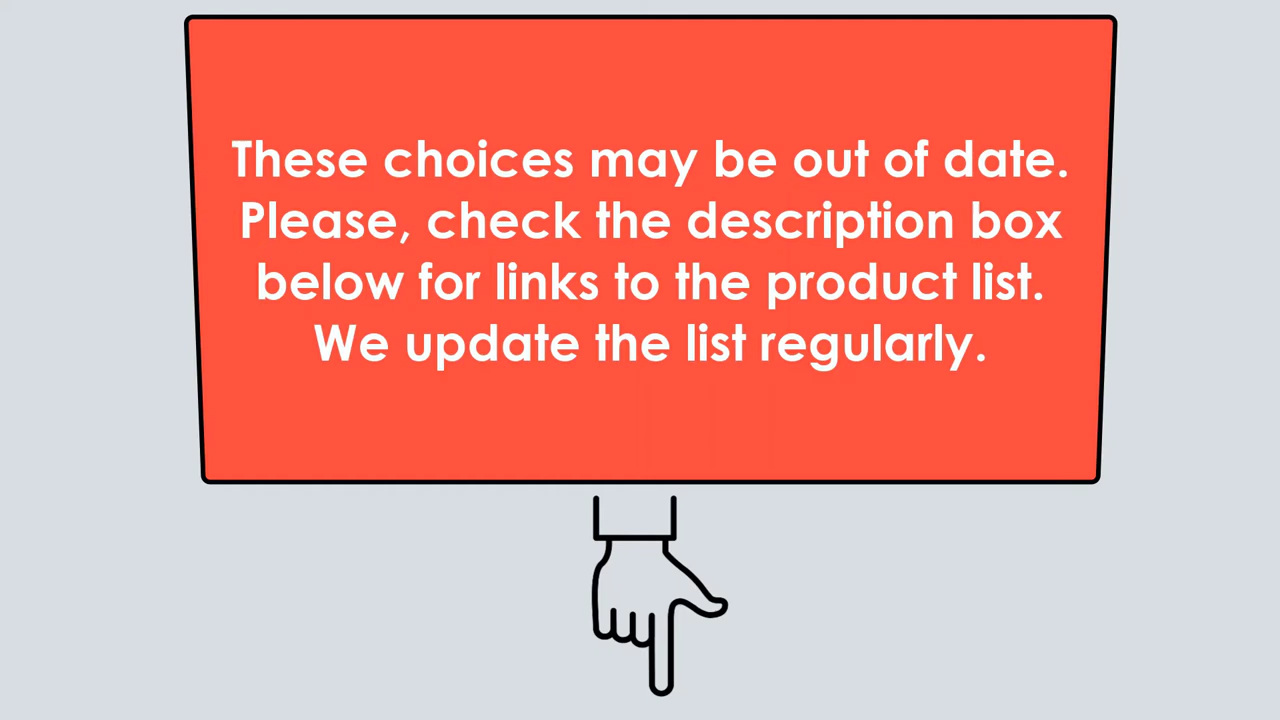 These choices may be out of date.
Please, check the description box
below for links to the product list.
We update the list regularly.